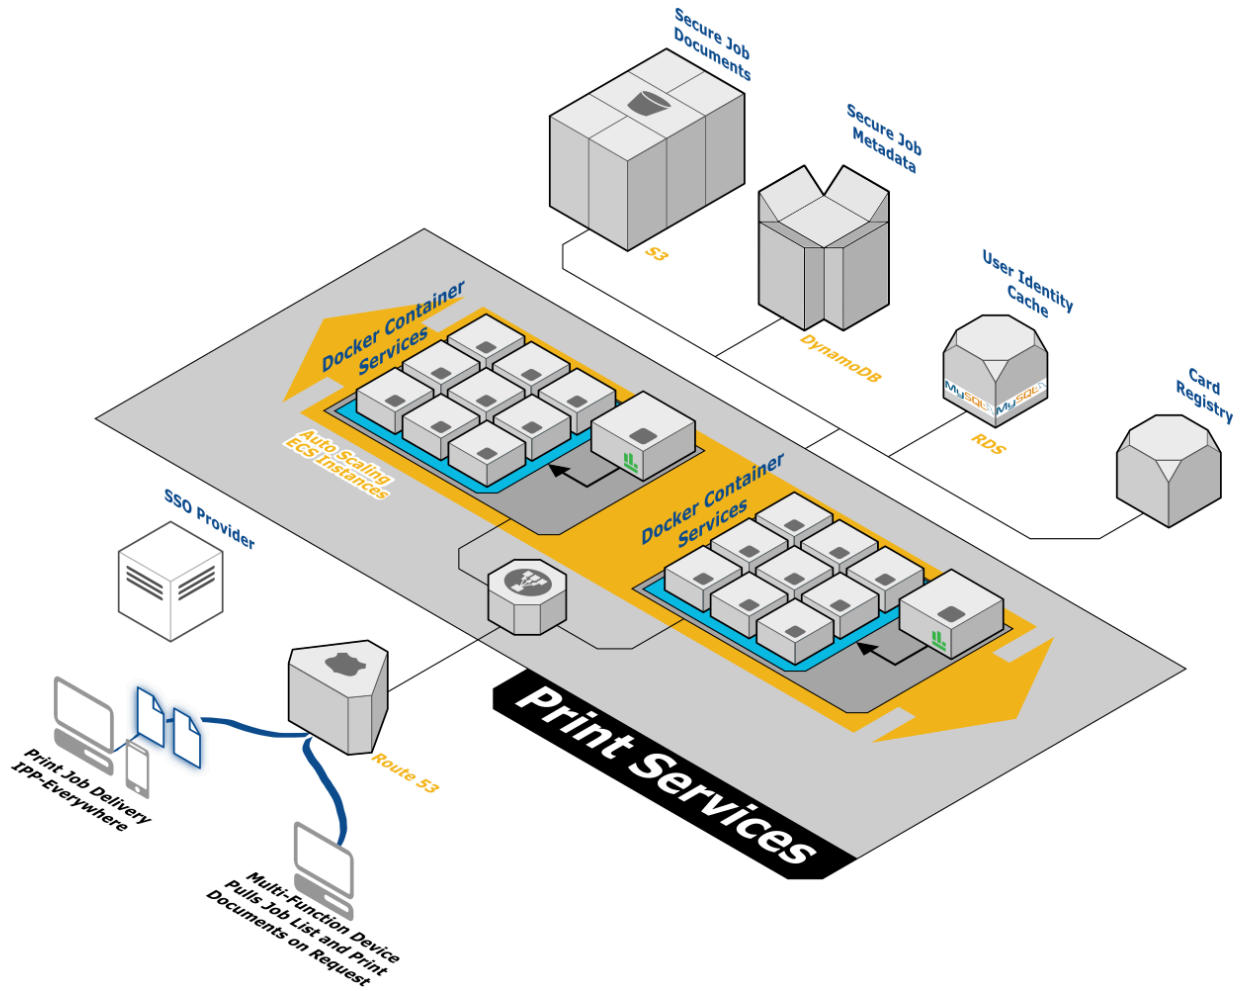 Secure Job
Documents
Secure Job
Metadata
S3
User Identity
Cache
DynamoDB
MySQL
MySQL
RDS
Card
Registry
Docker Container
Services
Auto Scaling
ECS Instances
Docker Container
Services
SSO Provider
Route 53
Print Services
Print Job Delivery
IPP-Everywhere
Multi-Function Device
Pulls Job List and Print
Documents on Request